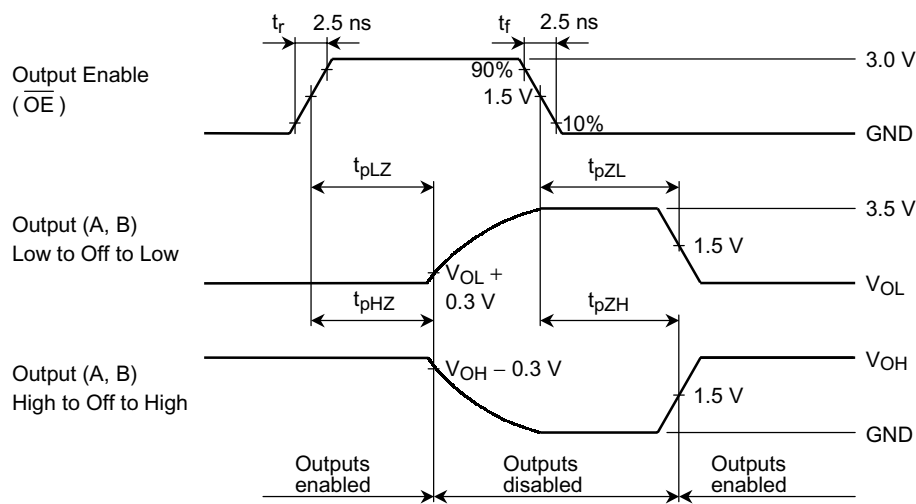 tr 2.5 ns tf 2.5 ns
Output Enable
( OE )
90%
1.5 V
10%
3.0 V
GND
tpLZ tpZL
Output (A, B)
Low to Off to Low
3.5 V
1.5 V
VOL +
0.3 V
VOL
tpHZ tpZH
Output (A, B)
High to Off to High
VOH − 0.3 V
VOH
1.5 V
GND
Outputs
enabled
Outputs
disabled
Outputs
enabled